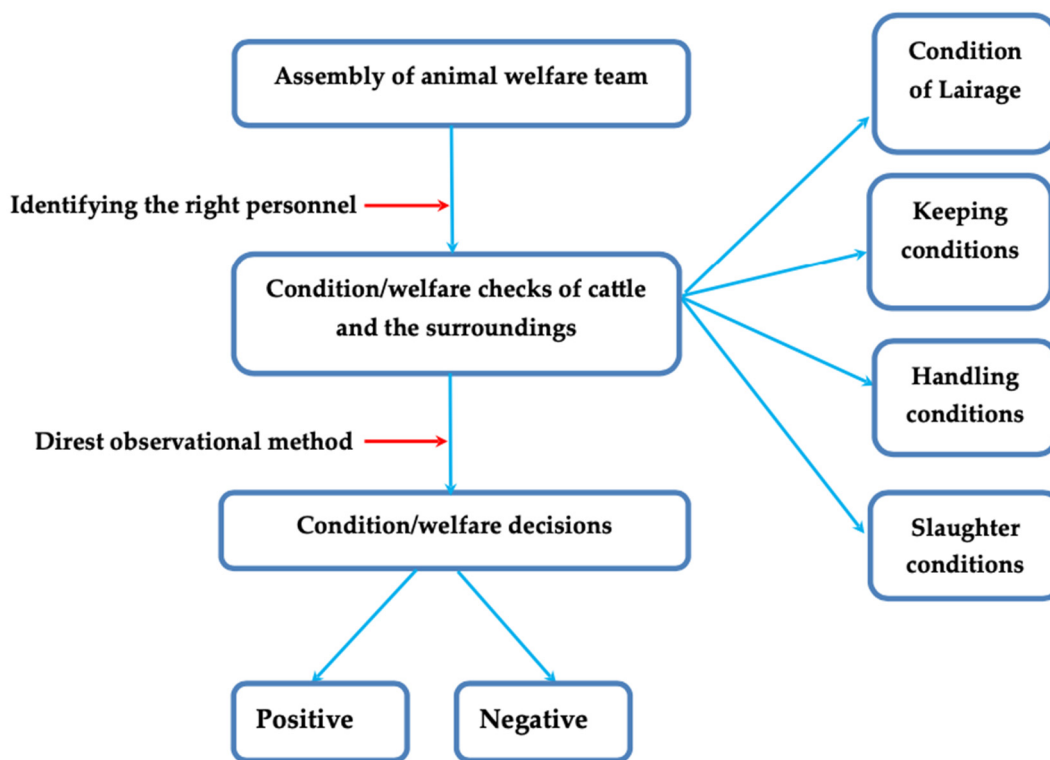 Assembly of animal welfare team
Identifying the right personnel
Condition/welfare checks of cattle
and the surroundings
Direst observational method
Condition/welfare decisions
Positive
Negative
Condition
of Lairage
Keeping
conditions
Handling
conditions
Slaughter
conditions